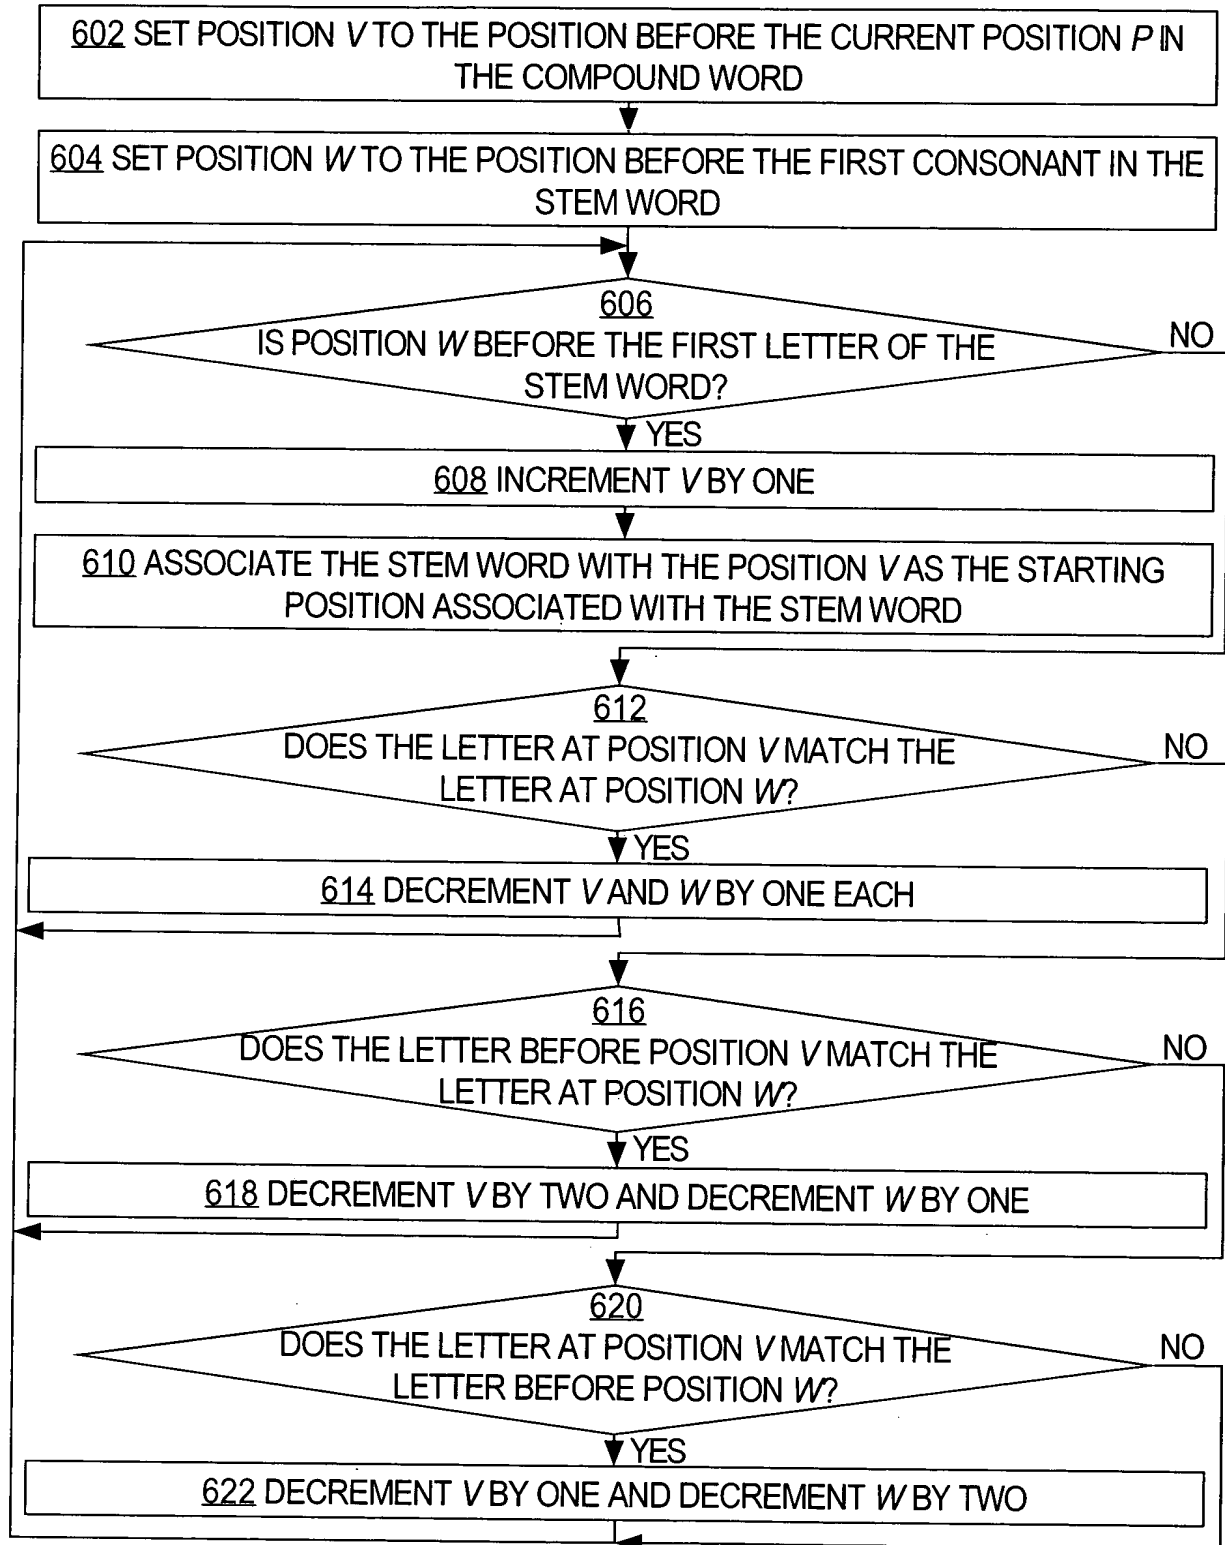 602 SET POSITION V TO THE POSITION BEFORE THE CURRENT POSITION P IN
THE COMPOUND WORD
604 SET POSITION W TO THE POSITION BEFORE THE FIRST CONSONANT IN THE
STEM WORD
606
IS POSITION W BEFORE THE FIRST LETTER OF THE
STEM WORD?
NO
YES
608 INCREMENT V BY ONE
610 ASSOCIATE THE STEM WORD WITH THE POSITION V AS THE STARTING
POSITION ASSOCIATED WITH THE STEM WORD
612
DOES THE LETTER AT POSITION V MATCH THE
LETTER AT POSITION W?
NO
YES
614 DECREMENT V AND W BY ONE EACH
616
DOES THE LETTER BEFORE POSITION V MATCH THE
LETTER AT POSITION W?
NO
YES
618 DECREMENT V BY TWO AND DECREMENT W BY ONE
620
DOES THE LETTER AT POSITION V MATCH THE
LETTER BEFORE POSITION W?
NO
YES
622 DECREMENT V BY ONE AND DECREMENT W BY TWO